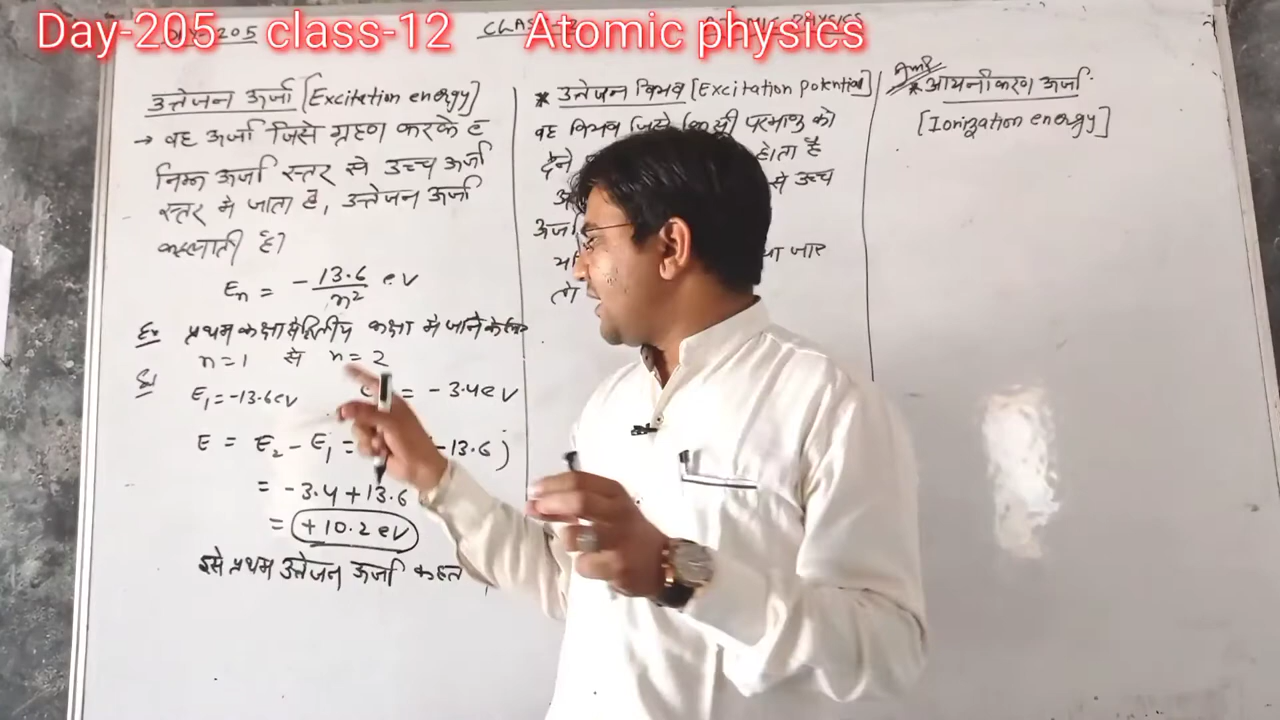 Day-205 class-12 Atomic physics
उत्तेजन ऊर्जा [Excitation energy]
→ वह ऊर्जा जिसे ग्रहण करके e
निम्न ऊर्जा स्तर से उच्च ऊर्जा
स्तर मे जाता है, उत्तेजन ऊर्जा
कहलाती है।
En = - 13.6/n² ev
Ex प्रथम कक्षा से द्वितीय कक्षा मे जाने के लिए
n=1 से n=2
E₁=-13.6ev = -3.4ev
E = E₂ - E₁ = -13.6)
= -3.4+13.6
= +10.2 ev
इसे प्रथम उत्तेजन ऊर्जा कहते
* उत्तेजन विभव [Excitation Potential]
वह विभव जिसे किसी परमाणु को
देने होता है
से उच्च
जाए
तो
* आयनीकरण ऊर्जा
[Ionization energy]